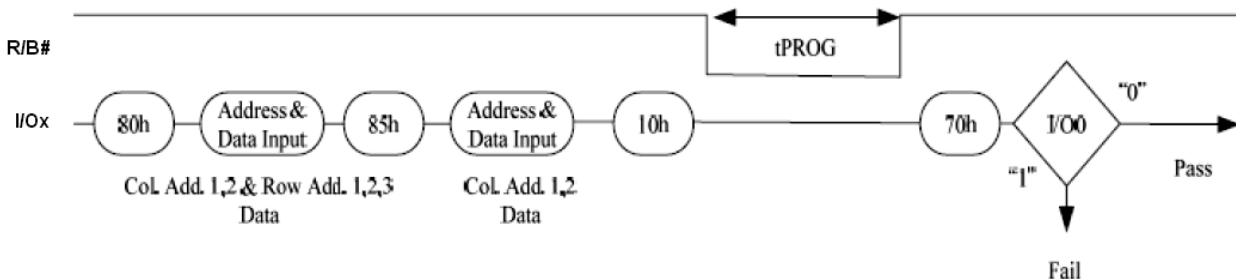 R/B#
tPROG
I/Ox
80h
Address &
Data Input
85h
Address &
Data Input
10h
70h
I/O0
"0"
"1"
Pass
Col. Add. 1,2 & Row Add. 1,2,3
Data
Col. Add. 1,2
Data
Fail